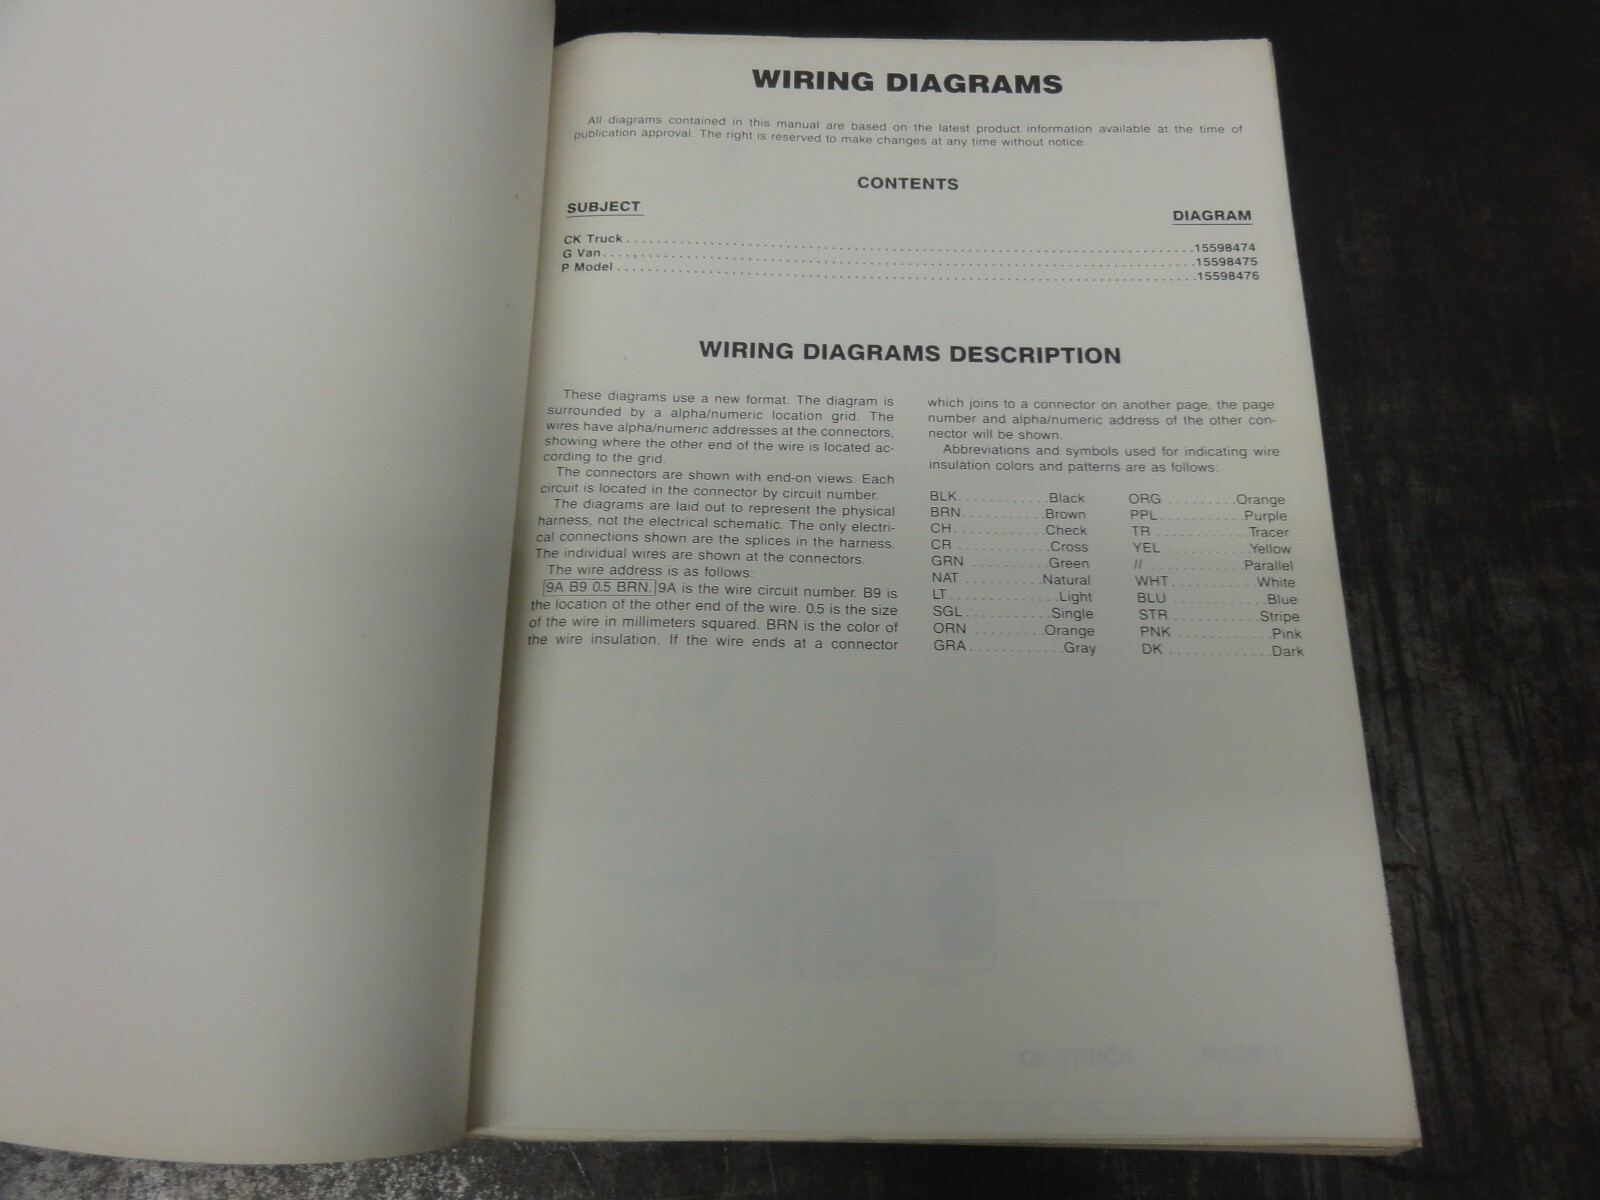 WIRING DIAGRAMS
All diagrams contained in this manual are based on the latest product information available at the time of
publication approval. The right is reserved to make changes at any time without notice.
CONTENTS
SUBJECT DIAGRAM
CK Truck 15598474
G Van 15598475
P Model 15598476
WIRING DIAGRAMS DESCRIPTION
These diagrams use a new format. The diagram is
surrounded by a alpha/numeric location grid. The
wires have alpha/numeric addresses at the connectors,
showing where the other end of the wire is located ac-
cording to the grid.
The connectors are shown with end-on views. Each
circuit is located in the connector by circuit number.
The diagrams are laid out to represent the physical
harness, not the electrical schematic. The only electri-
cal connections shown are the splices in the harness.
The individual wires are shown at the connectors.
The wire address is as follows:
9A B9 0.5 BRN. 9A is the wire circuit number. B9 is
the location of the other end of the wire. 0.5 is the size
of the wire in millimeters squared. BRN is the color of
the wire insulation. If the wire ends at a connector
which joins to a connector on another page, the page
number and alpha/numeric address of the other con-
nector will be shown.
Abbreviations and symbols used for indicating wire
insulation colors and patterns are as follows:
BLK. Black
BRN. Brown
CH. Check
CR Cross
GRN Green
NAT Natural
LT. Light
SGL Single
ORN Orange
GRA. Gray
ORG Orange
PPL. Purple
TR Tracer
YEL Yellow
// Parallel
WHT. White
BLU Blue
STR Stripe
PNK Pink
DK Dark
CK TRUCK PAGE 1